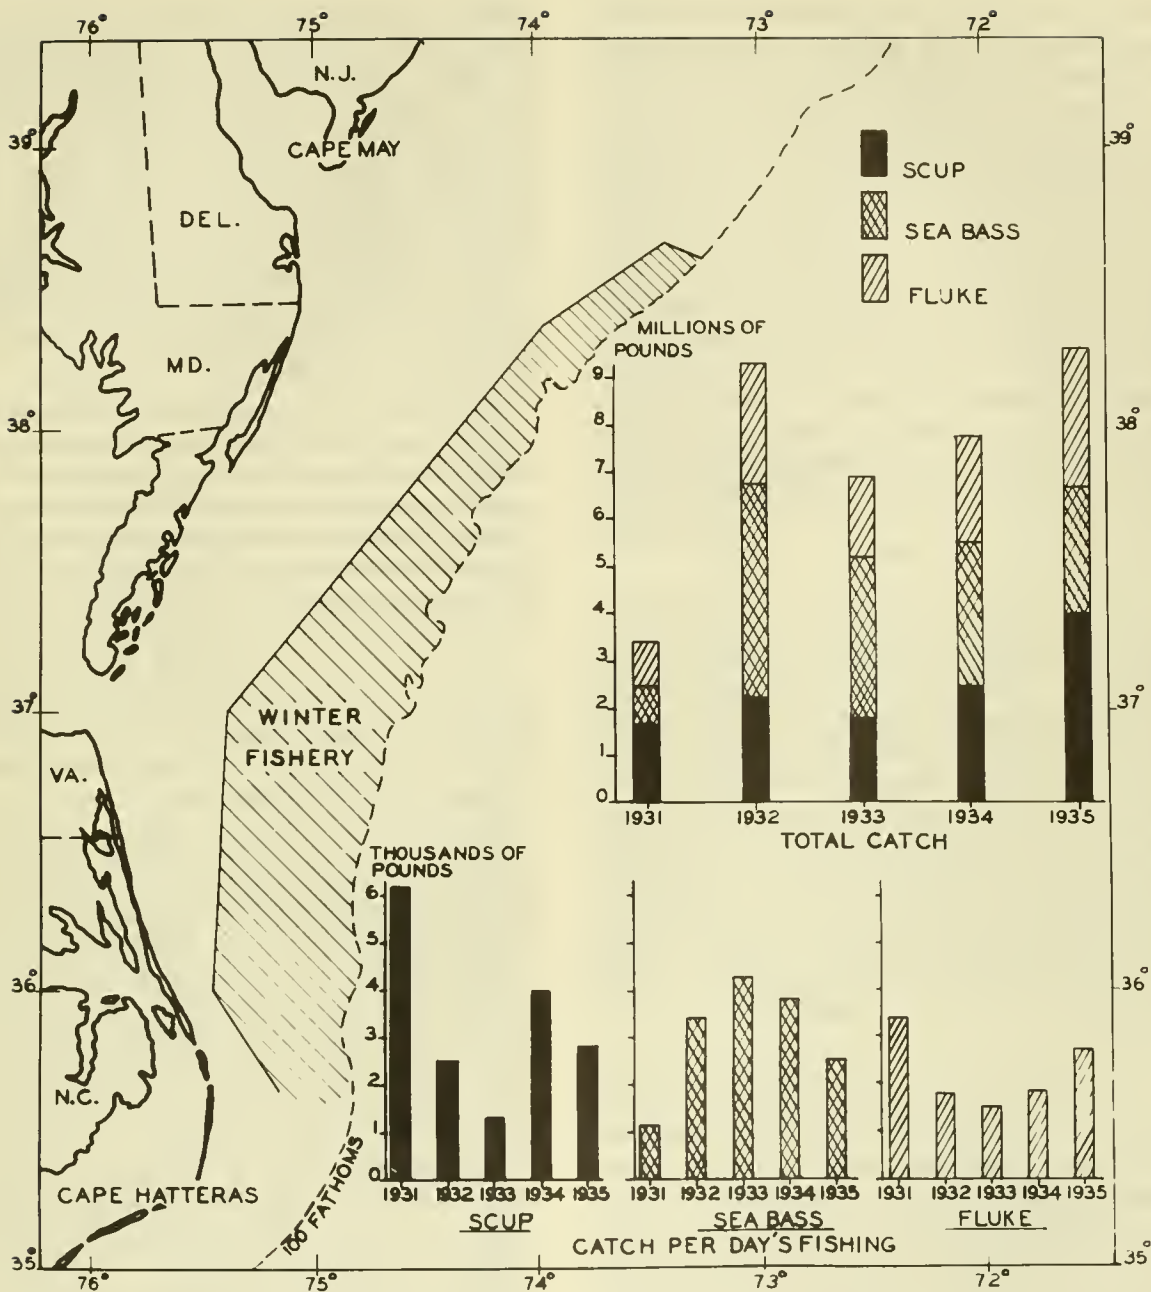 76° 75° 74° 73° 72°
N.J.
39° 39°
CAPE MAY
SCUP
DEL.
SEA BASS
FLUKE
MILLIONS OF
POUNDS
MD.
9
38° 38°
8
7
6
5
4
3
37° 37°
2
1
0
WINTER
FISHERY
1931 1932 1933 1934 1935
TOTAL CATCH
VA.
THOUSANDS OF
POUNDS
6
5
4
36° 36°
3
2
1
0
N.C.
100 FATHOMS
CAPE HATTERAS
1931 1932 1933 1934 1935
SCUP
1931 1932 1933 1934 1935
SEA BASS
1931 1932 1933 1934 1935
FLUKE
CATCH PER DAY'S FISHING
35° 35°
76° 75° 74° 73° 72°